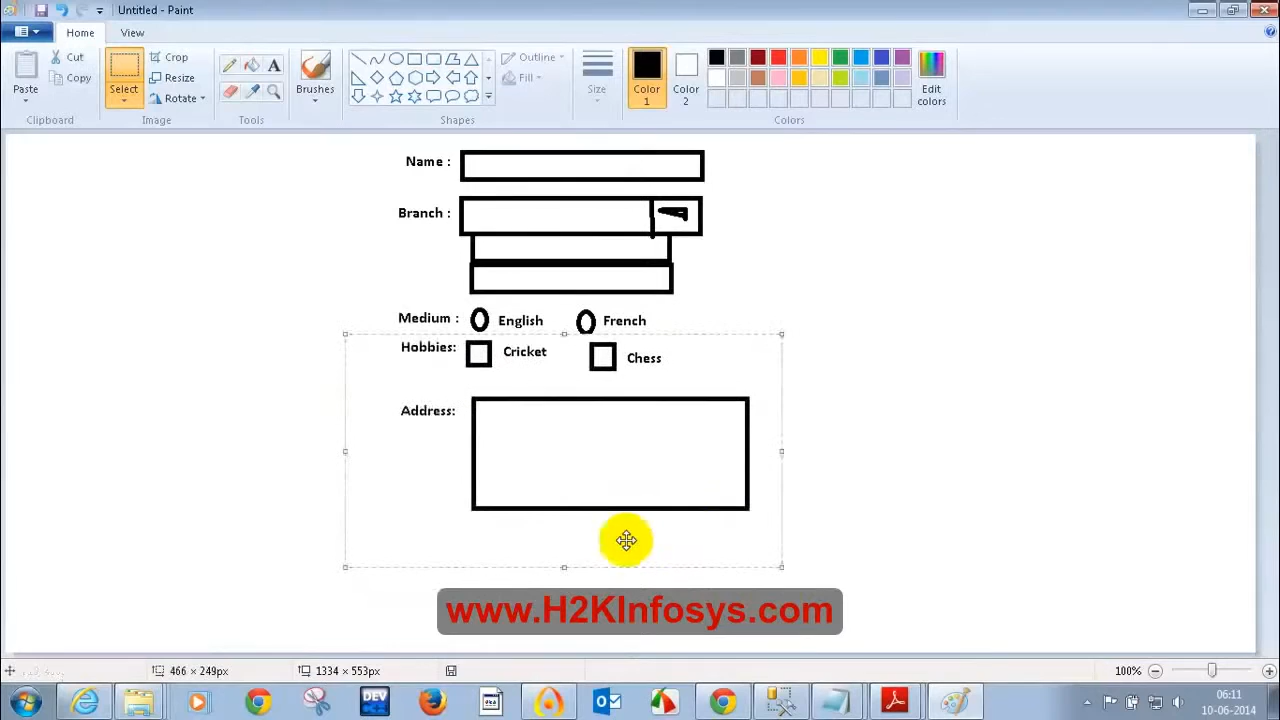 Untitled - Paint
Home
View
Paste
Cut
Copy
Clipboard
Select
Crop
Resize
Rotate
Image
Tools
Brushes
Outline
Fill
Shapes
Size
Color 1
Color 2
Edit colors
Colors
Name :
Branch :
Medium :
English
French
Hobbies:
Cricket
Chess
Address:
www.H2KInfosys.com
466 × 249px
1334 × 553px
100%
DEV
06:11
10-06-2014